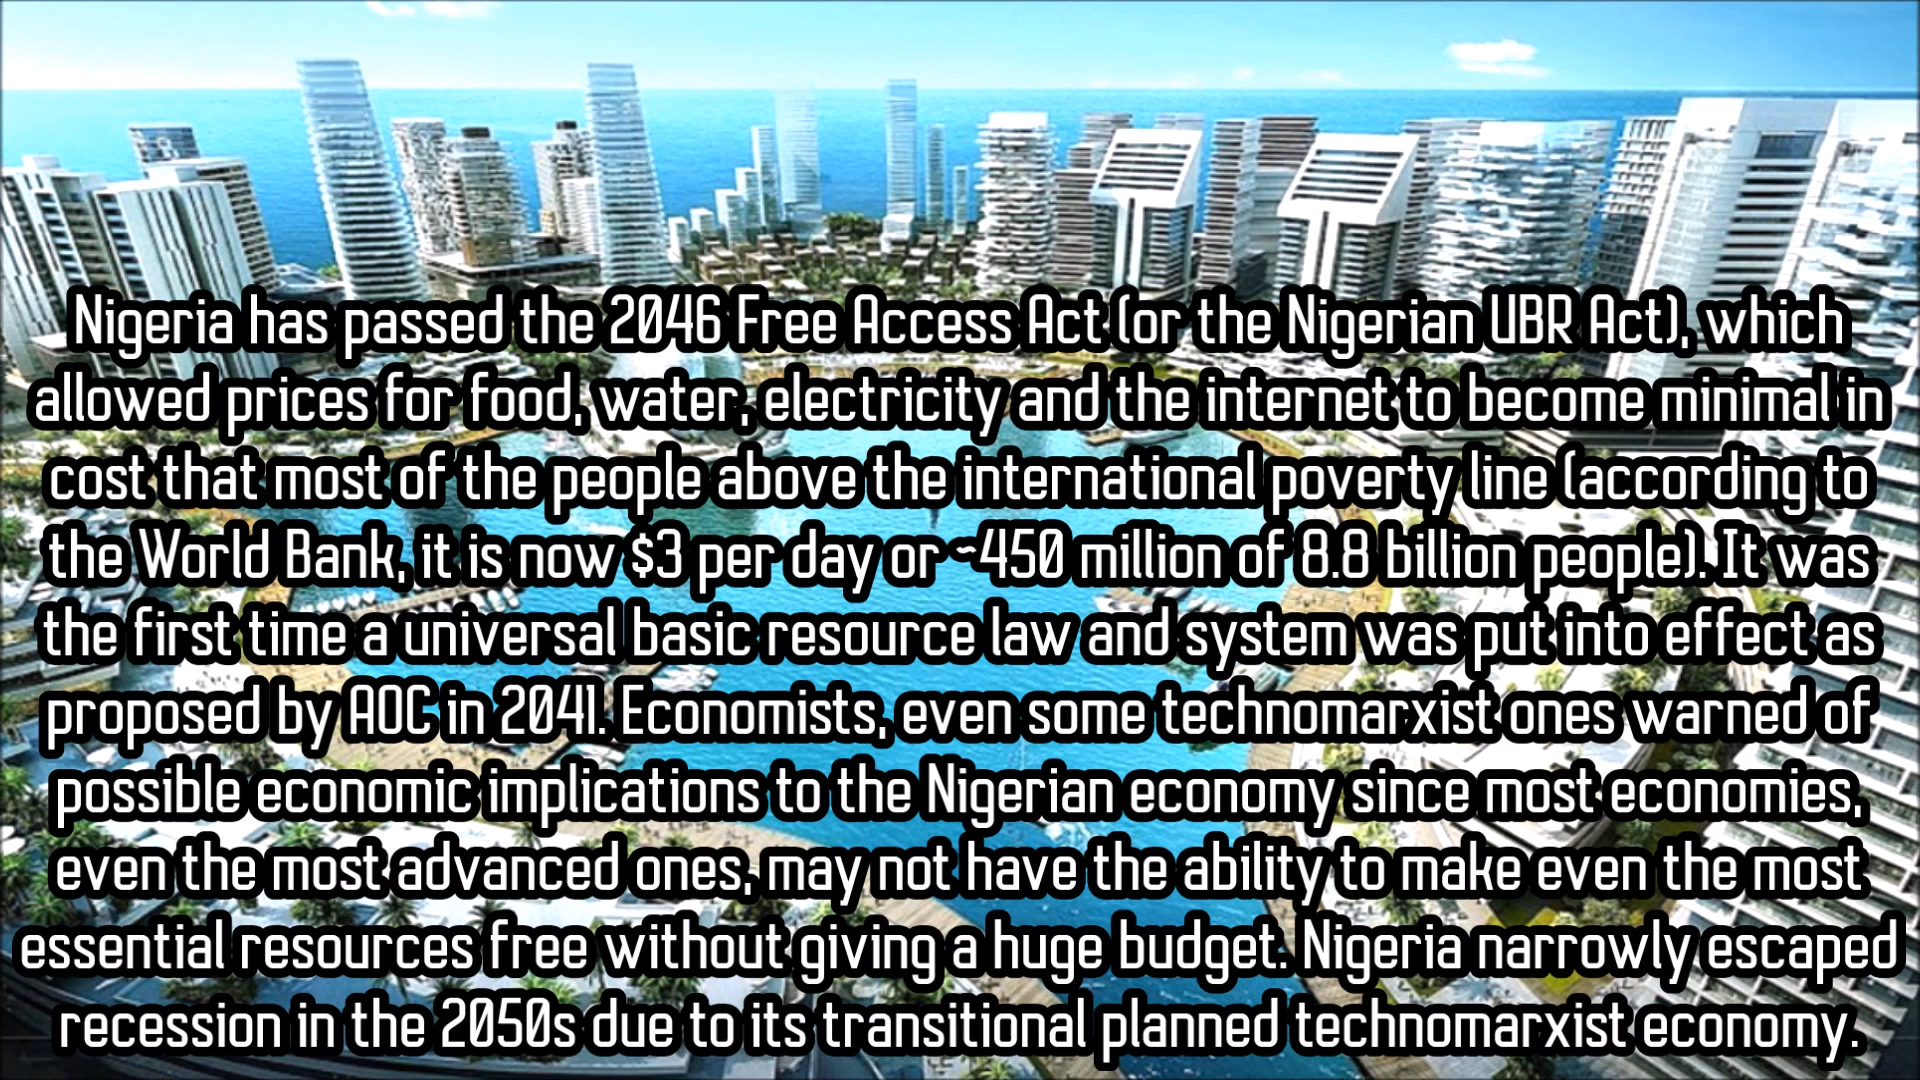 Nigeria has passed the 2046 Free Access Act (or the Nigerian UBR Act), which
allowed prices for food, water, electricity and the internet to become minimal in
cost that most of the people above the international poverty line (according to
the World Bank, it is now $3 per day or ~450 million of 8.8 billion people). It was
the first time a universal basic resource law and system was put into effect as
proposed by AOC in 2041. Economists, even some technomarxist ones warned of
possible economic implications to the Nigerian economy since most economies,
even the most advanced ones, may not have the ability to make even the most
essential resources free without giving a huge budget. Nigeria narrowly escaped
recession in the 2050s due to its transitional planned technomarxist economy.